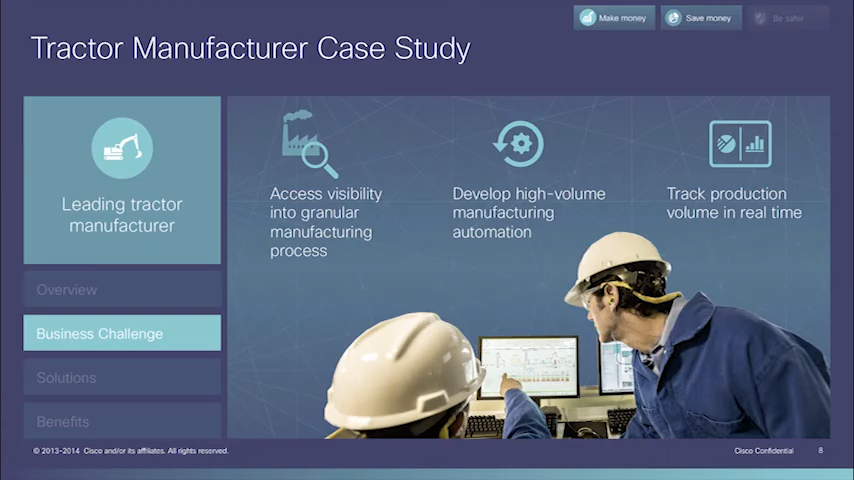 Make money
Save money
Be safer
Tractor Manufacturer Case Study
Leading tractor
manufacturer
Overview
Business Challenge
Solutions
Benefits
Access visibility
into granular
manufacturing
process
Develop high-volume
manufacturing
automation
Track production
volume in real time
© 2013-2014 Cisco and/or its affiliates. All rights reserved.
Cisco Confidential
8